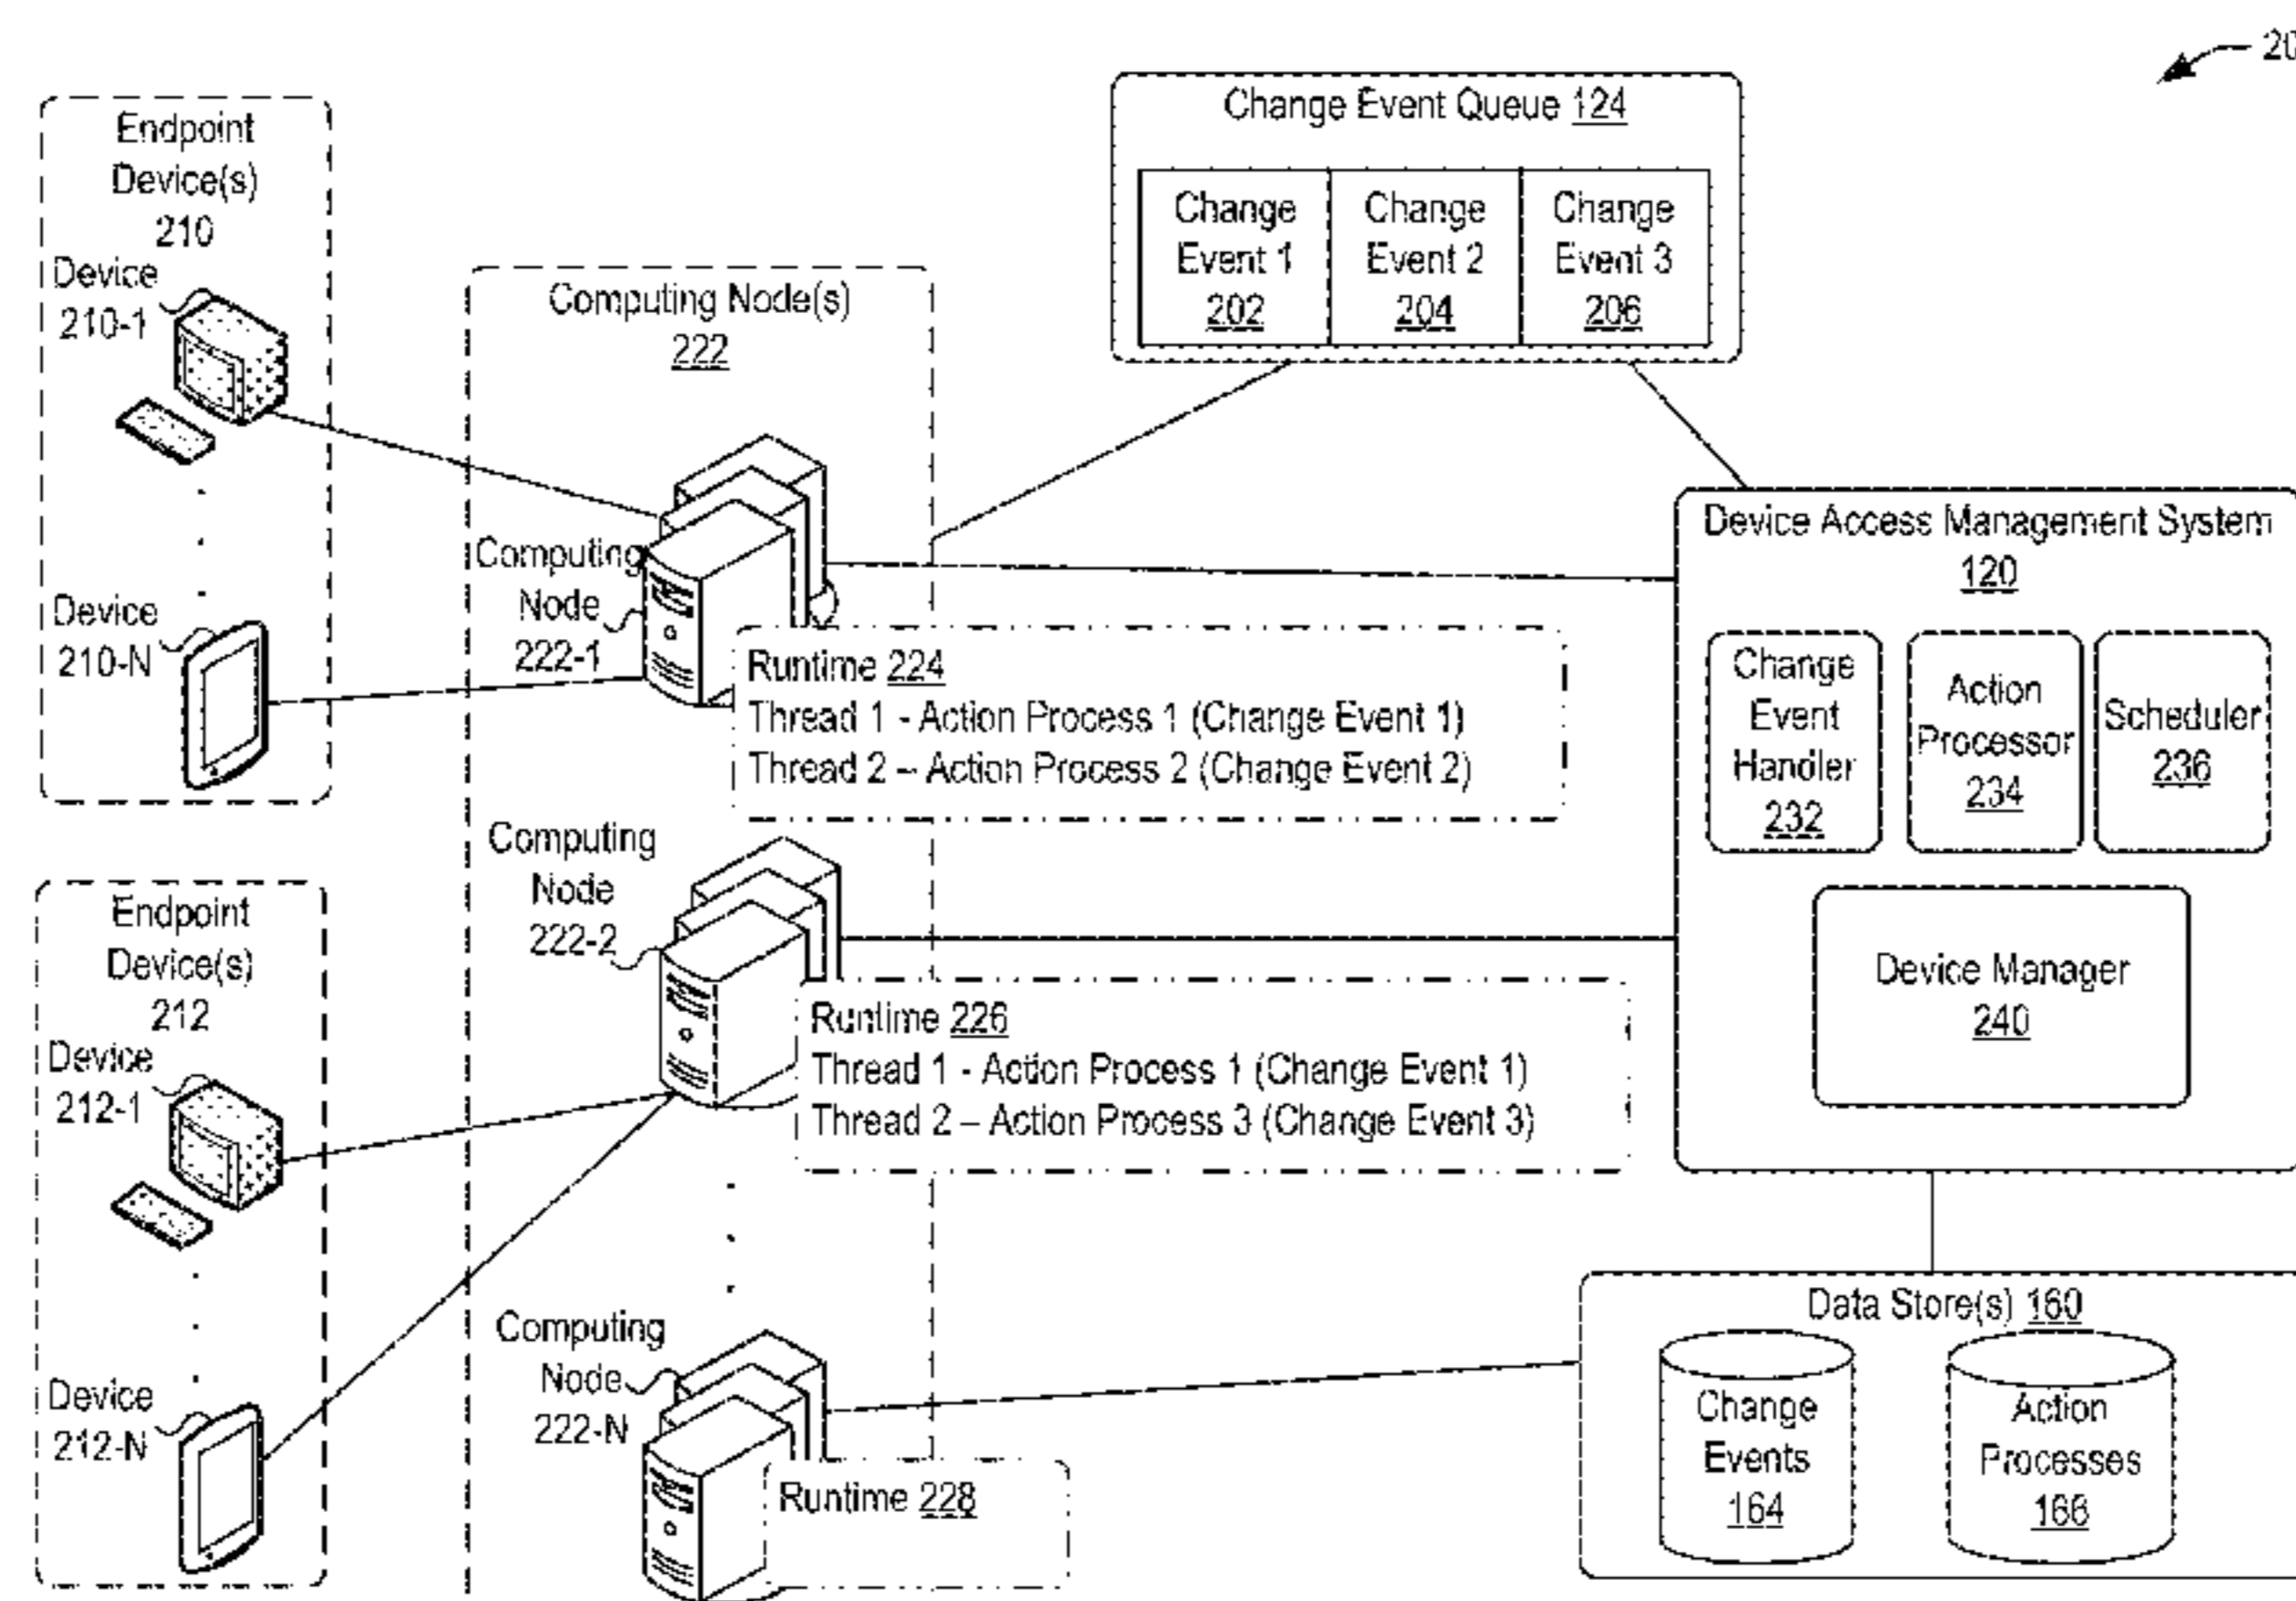 20
Endpoint
Device(s)
210
Device
210-1
Device
210-N
Endpoint
Device(s)
212
Device
212-1
Device
212-N
Computing Node(s)
222
Computing
Node
222-1
Runtime 224
Thread 1 - Action Process 1 (Change Event 1)
Thread 2 – Action Process 2 (Change Event 2)
Computing
Node
222-2
Runtime 226
Thread 1 - Action Process 1 (Change Event 1)
Thread 2 – Action Process 3 (Change Event 3)
Computing
Node
222-N
Runtime 228
Change Event Queue 124
Change
Event 1
202
Change
Event 2
204
Change
Event 3
206
Device Access Management System
120
Change
Event
Handler
232
Action
Processor
234
Scheduler
236
Device Manager
240
Data Store(s) 160
Change
Events
164
Action
Processes
166